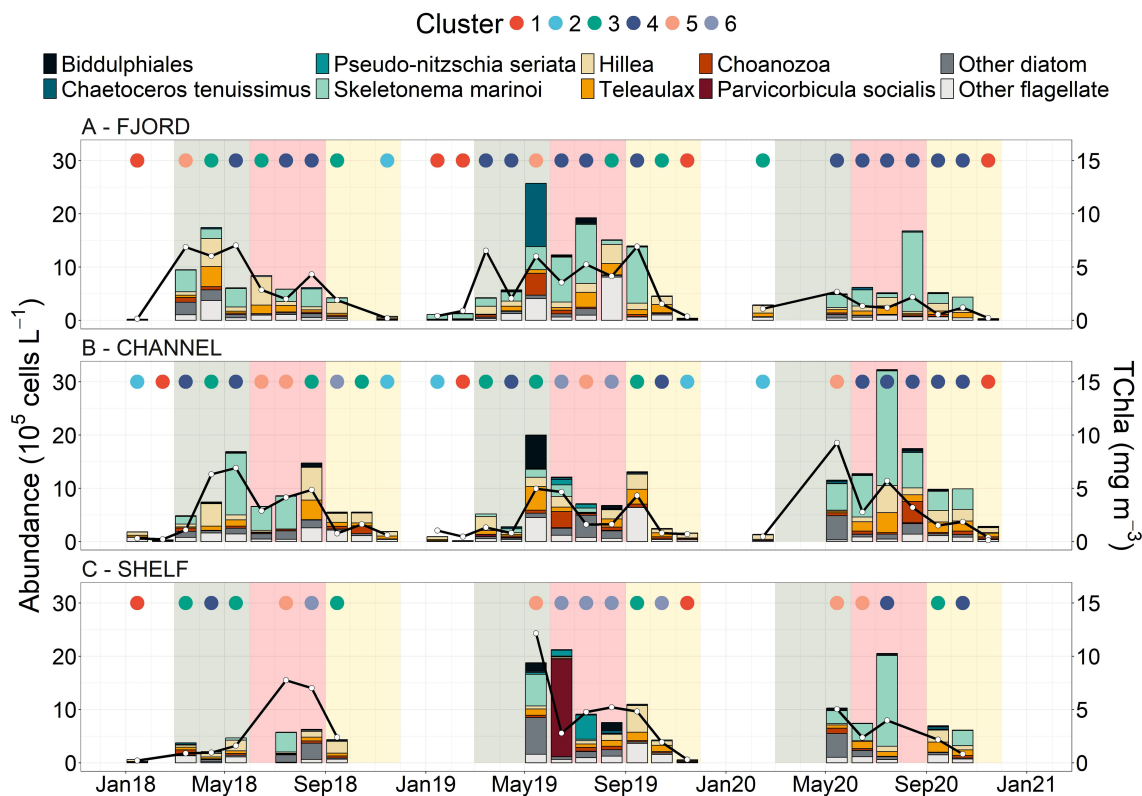 Cluster 1 2 3 4 5 6
Biddulphiales Pseudo-nitzschia seriata Hillea Choanozoa Other diatom
Chaetoceros tenuissimus Skeletonema marinoi Teleaulax Parvicorbicula socialis Other flagellate
A - FJORD
30 15
20 10
10 5
0 0
B - CHANNEL
30 15
20 10
10 5
0 0
C - SHELF
30 15
20 10
10 5
0 0
Abundance (10⁵ cells L⁻¹)
TChla (mg m⁻³)
Jan18 May18 Sep18 Jan19 May19 Sep19 Jan20 May20 Sep20 Jan21